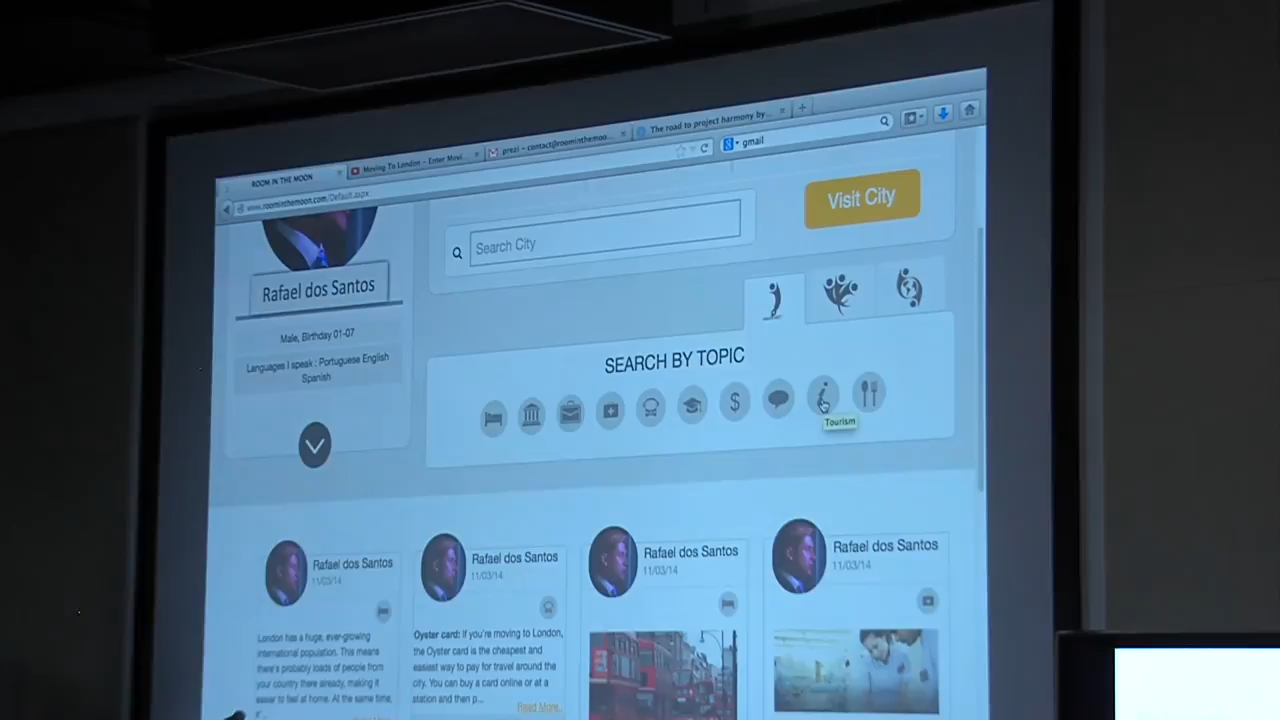 ROOM IN THE MOON
Moving To London - Enter Movi...
prezi - contact@roominthemoo...
The road to project harmony by...
www.roominthemoon.com/Default.aspx
gmail
Search City
Visit City
Rafael dos Santos
Male, Birthday 01-07
Languages I speak : Portuguese English
Spanish
SEARCH BY TOPIC
$
Tourism
Rafael dos Santos
11/03/14
London has a huge, ever-growing
international population. This means
there's probably loads of people from
your country there already, making it
easier to feel at home. At the same time,
Rafael dos Santos
11/03/14
Oyster card: If you're moving to London,
the Oyster card is the cheapest and
easiest way to pay for travel around the
city. You can buy a card online or at a
station and then p...
Read More..
Rafael dos Santos
11/03/14
Rafael dos Santos
11/03/14